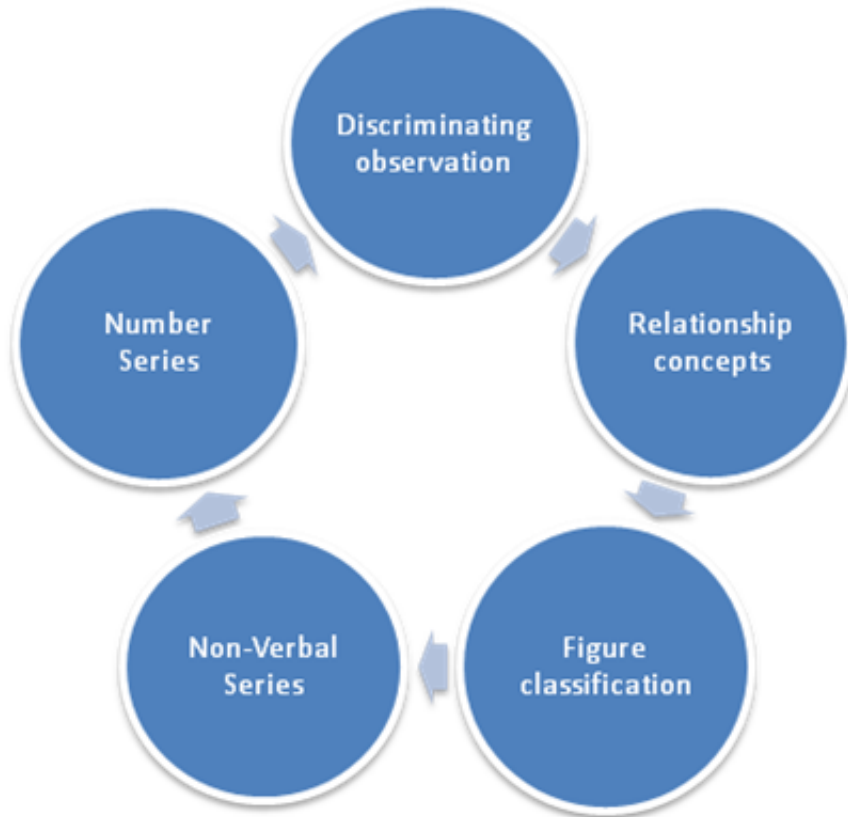 Discriminating
observation
Relationship
concepts
Figure
classification
Non-Verbal
Series
Number
Series